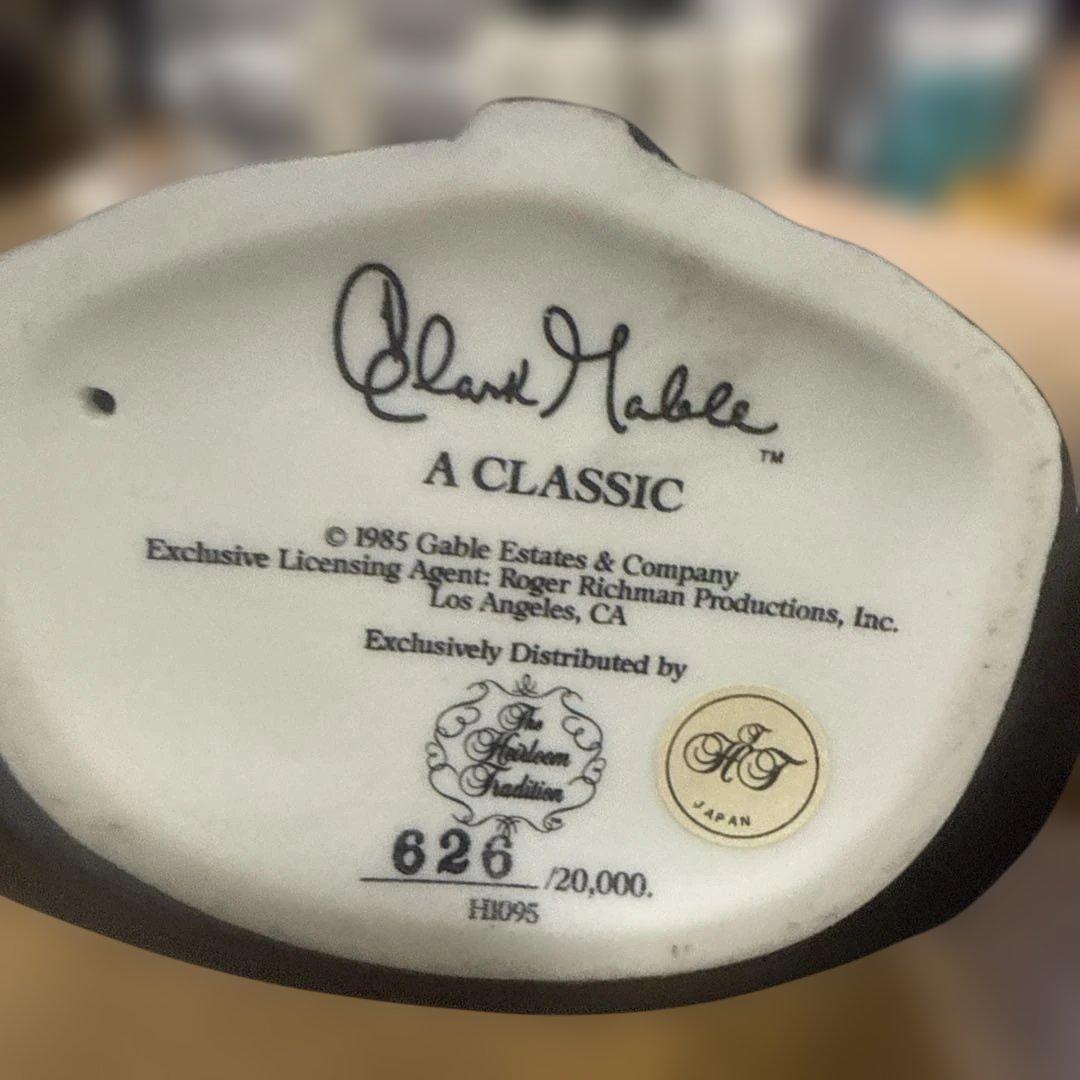 Clark Gable ™
A CLASSIC
© 1985 Gable Estates & Company
Exclusive Licensing Agent: Roger Richman Productions, Inc.
Los Angeles, CA
Exclusively Distributed by
The
Heirloom
Tradition
THT
JAPAN
626 /20,000.
H1095